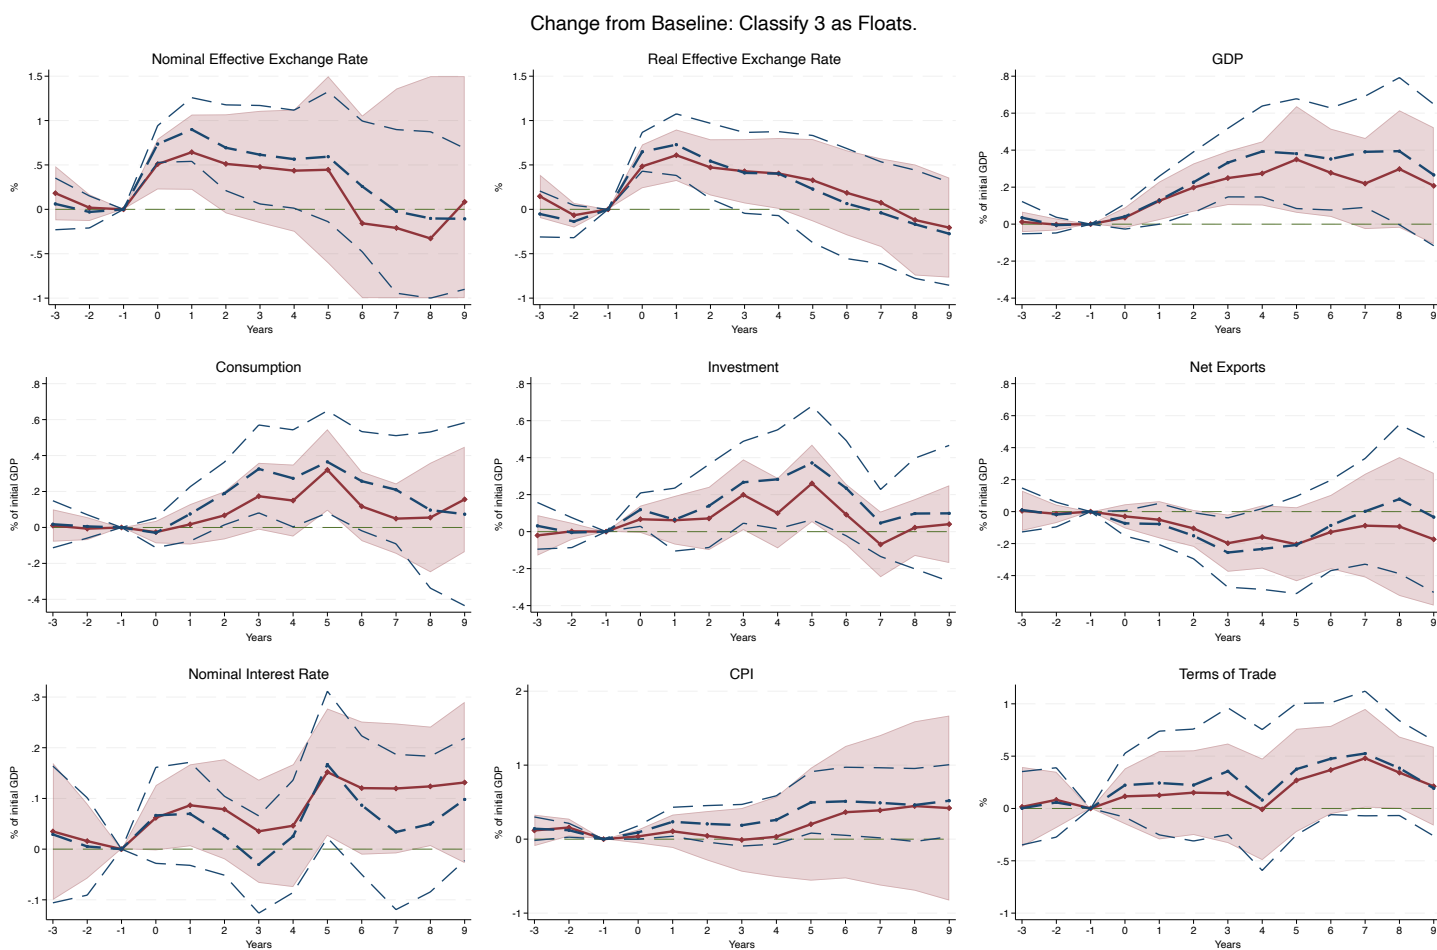 Change from Baseline: Classify 3 as Floats.
Nominal Effective Exchange Rate
%
1.5
1
.5
0
-.5
-1
-3 -2 -1 0 1 2 3 4 5 6 7 8 9
Years
Real Effective Exchange Rate
%
1.5
1
.5
0
-.5
-1
-3 -2 -1 0 1 2 3 4 5 6 7 8 9
Years
GDP
% of initial GDP
.8
.6
.4
.2
0
-.2
-.4
-3 -2 -1 0 1 2 3 4 5 6 7 8 9
Years
Consumption
% of initial GDP
.8
.6
.4
.2
0
-.2
-.4
-3 -2 -1 0 1 2 3 4 5 6 7 8 9
Years
Investment
% of initial GDP
.8
.6
.4
.2
0
-.2
-.4
-3 -2 -1 0 1 2 3 4 5 6 7 8 9
Years
Net Exports
% of initial GDP
.8
.6
.4
.2
0
-.2
-.4
-3 -2 -1 0 1 2 3 4 5 6 7 8 9
Years
Nominal Interest Rate
% of initial GDP
.3
.2
.1
0
-.1
-3 -2 -1 0 1 2 3 4 5 6 7 8 9
Years
CPI
% of initial GDP
2
1
0
-1
-3 -2 -1 0 1 2 3 4 5 6 7 8 9
Years
Terms of Trade
%
1
.5
0
-.5
-1
-3 -2 -1 0 1 2 3 4 5 6 7 8 9
Years